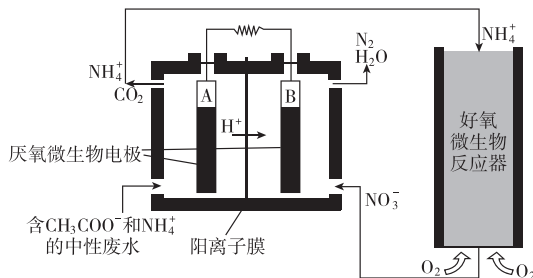 NH₄⁺
CO₂
A
B
N₂
H₂O
NH₄⁺
H⁺
厌氧微生物电极
好氧
微生物
反应器
含CH₃COO⁻和NH₄⁺
的中性废水
阳离子膜
NO₃⁻
O₂
O₂